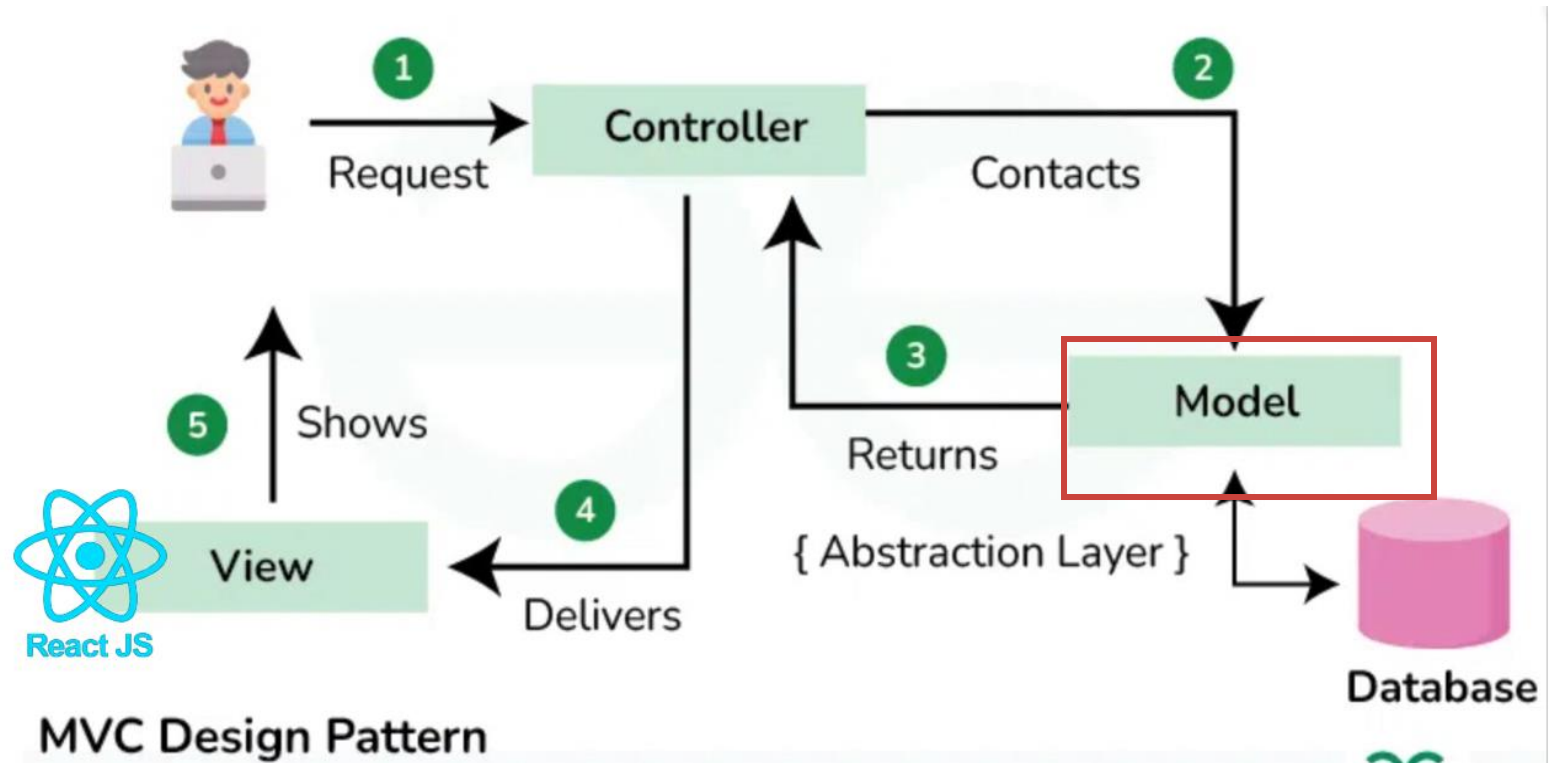 1
2
Controller
Request
Contacts
3
Model
5
Shows
Returns
4
View
{ Abstraction Layer }
Delivers
React JS
Database
MVC Design Pattern